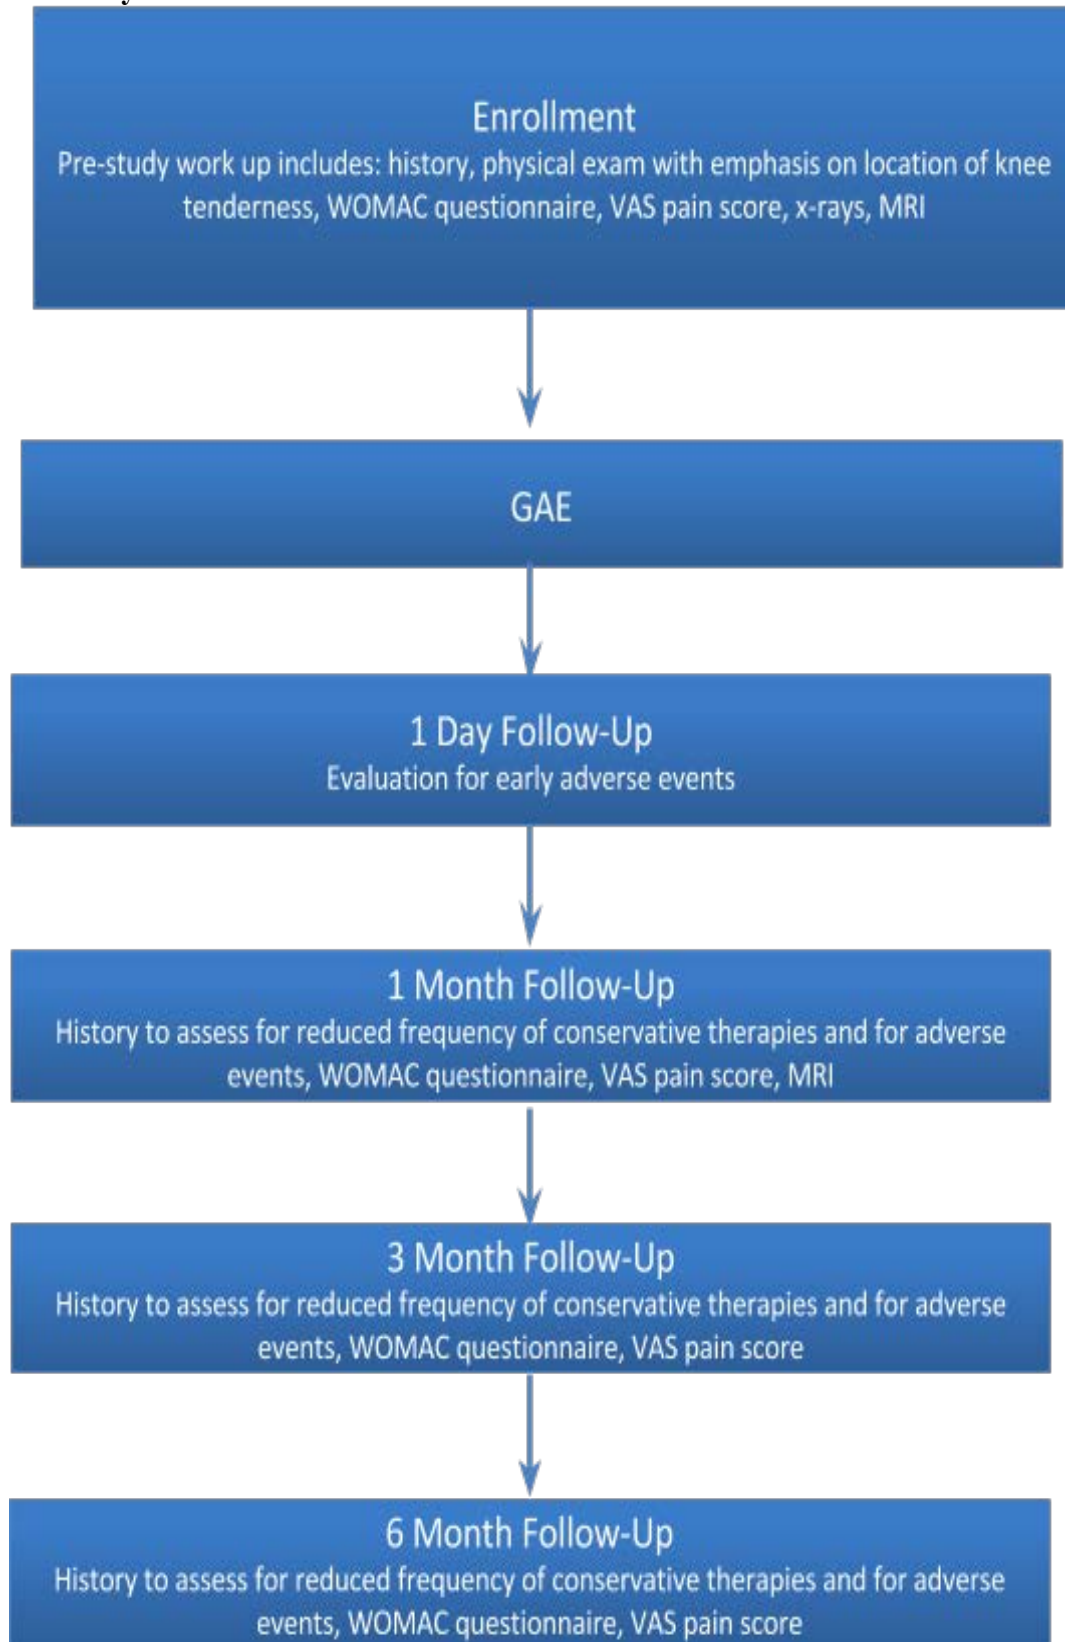 Enrollment
Pre-study work up includes: history, physical exam with emphasis on location of knee
tenderness, WOMAC questionnaire, VAS pain score, x-rays, MRI
GAE
1 Day Follow-Up
Evaluation for early adverse events
1 Month Follow-Up
History to assess for reduced frequency of conservative therapies and for adverse
events, WOMAC questionnaire, VAS pain score, MRI
3 Month Follow-Up
History to assess for reduced frequency of conservative therapies and for adverse
events, WOMAC questionnaire, VAS pain score
6 Month Follow-Up
History to assess for reduced frequency of conservative therapies and for adverse
events, WOMAC questionnaire, VAS pain score